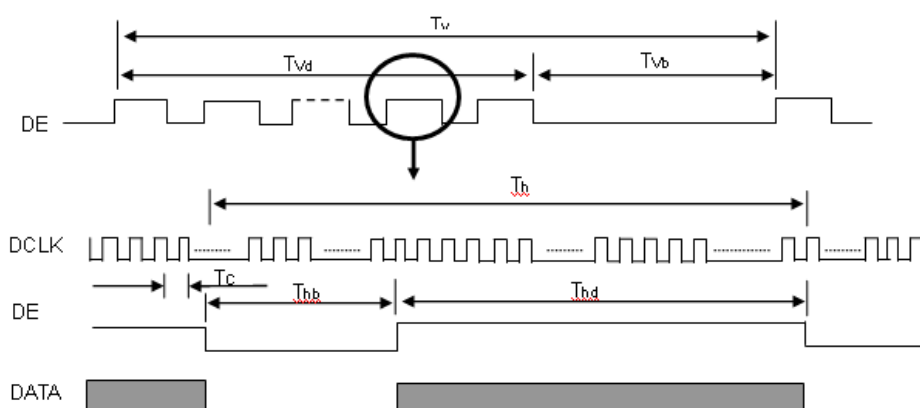 Tv
Tvd
Tvb
DE
Th
DCLK
Tc
Thb
Thd
DE
DATA